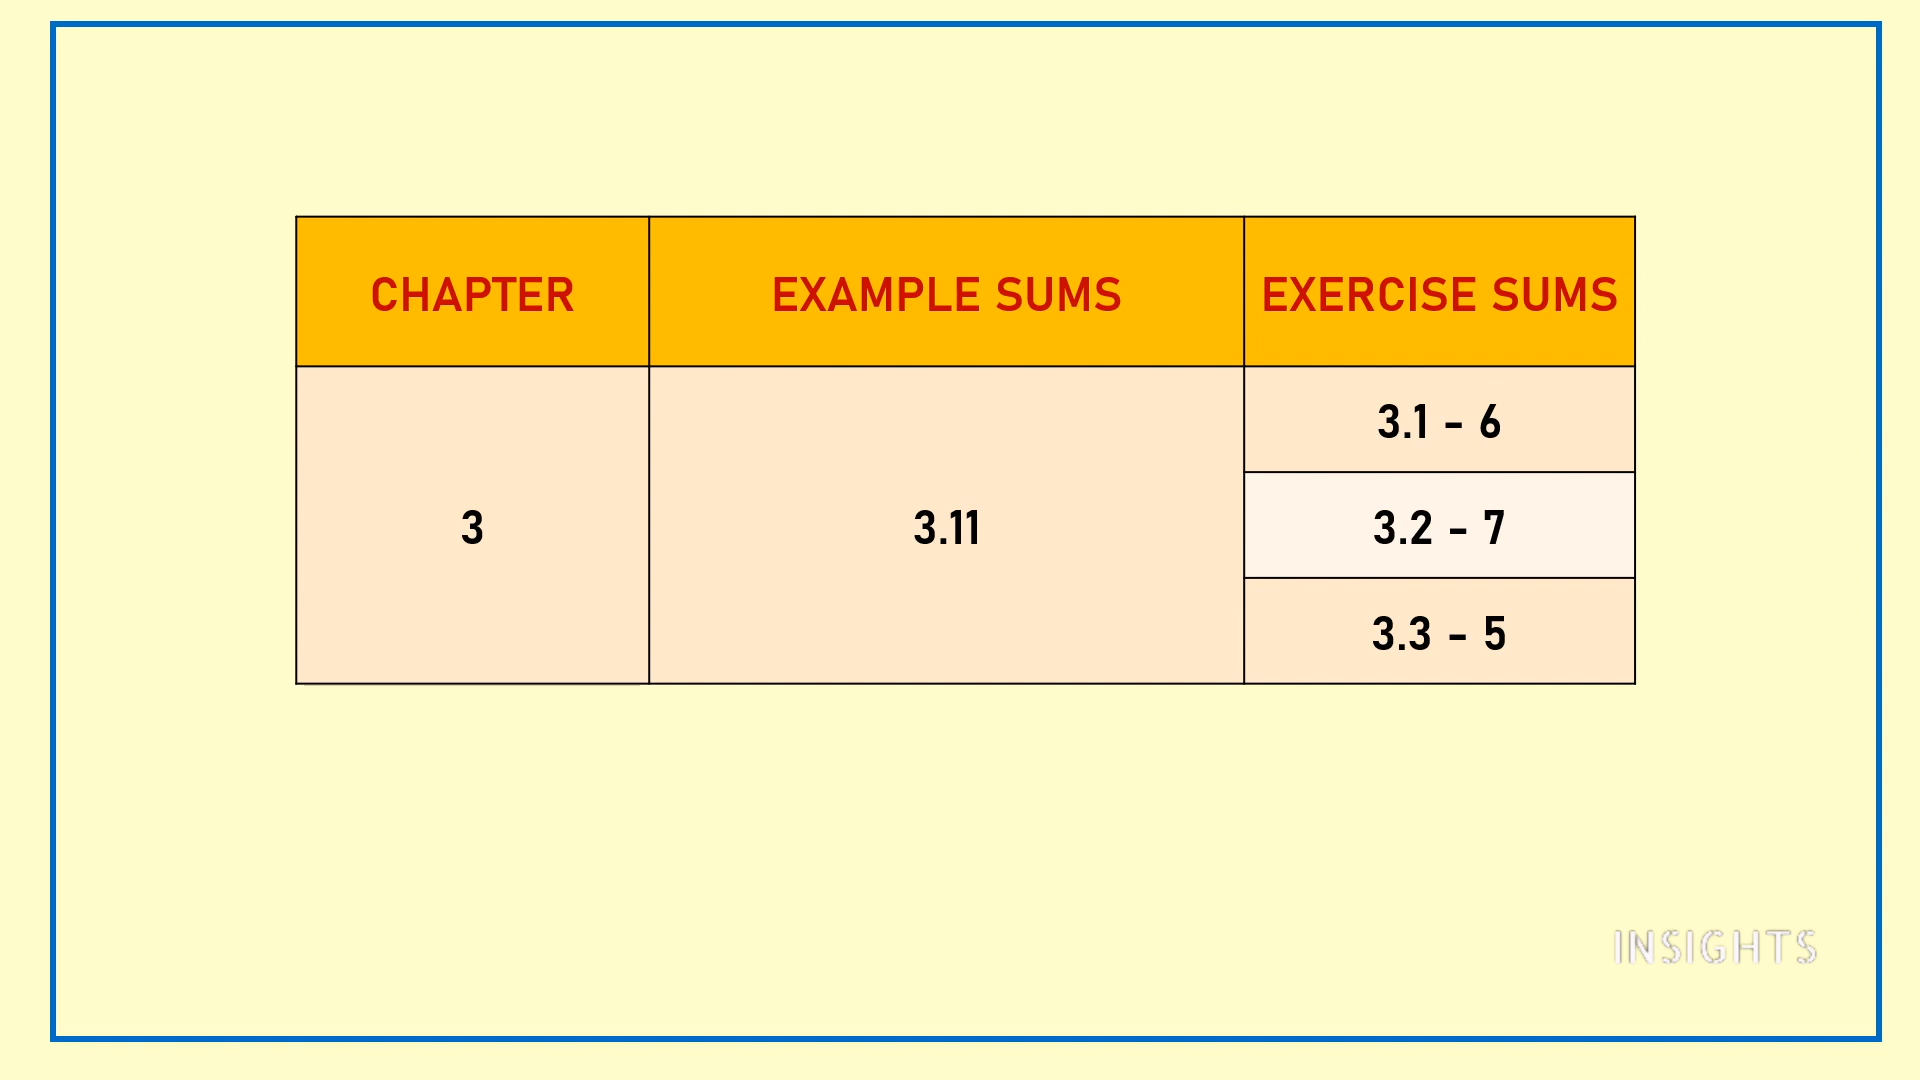 CHAPTER EXAMPLE SUMS EXERCISE SUMS
3.1 - 6
3 3.11 3.2 - 7
3.3 - 5
INSIGHTS